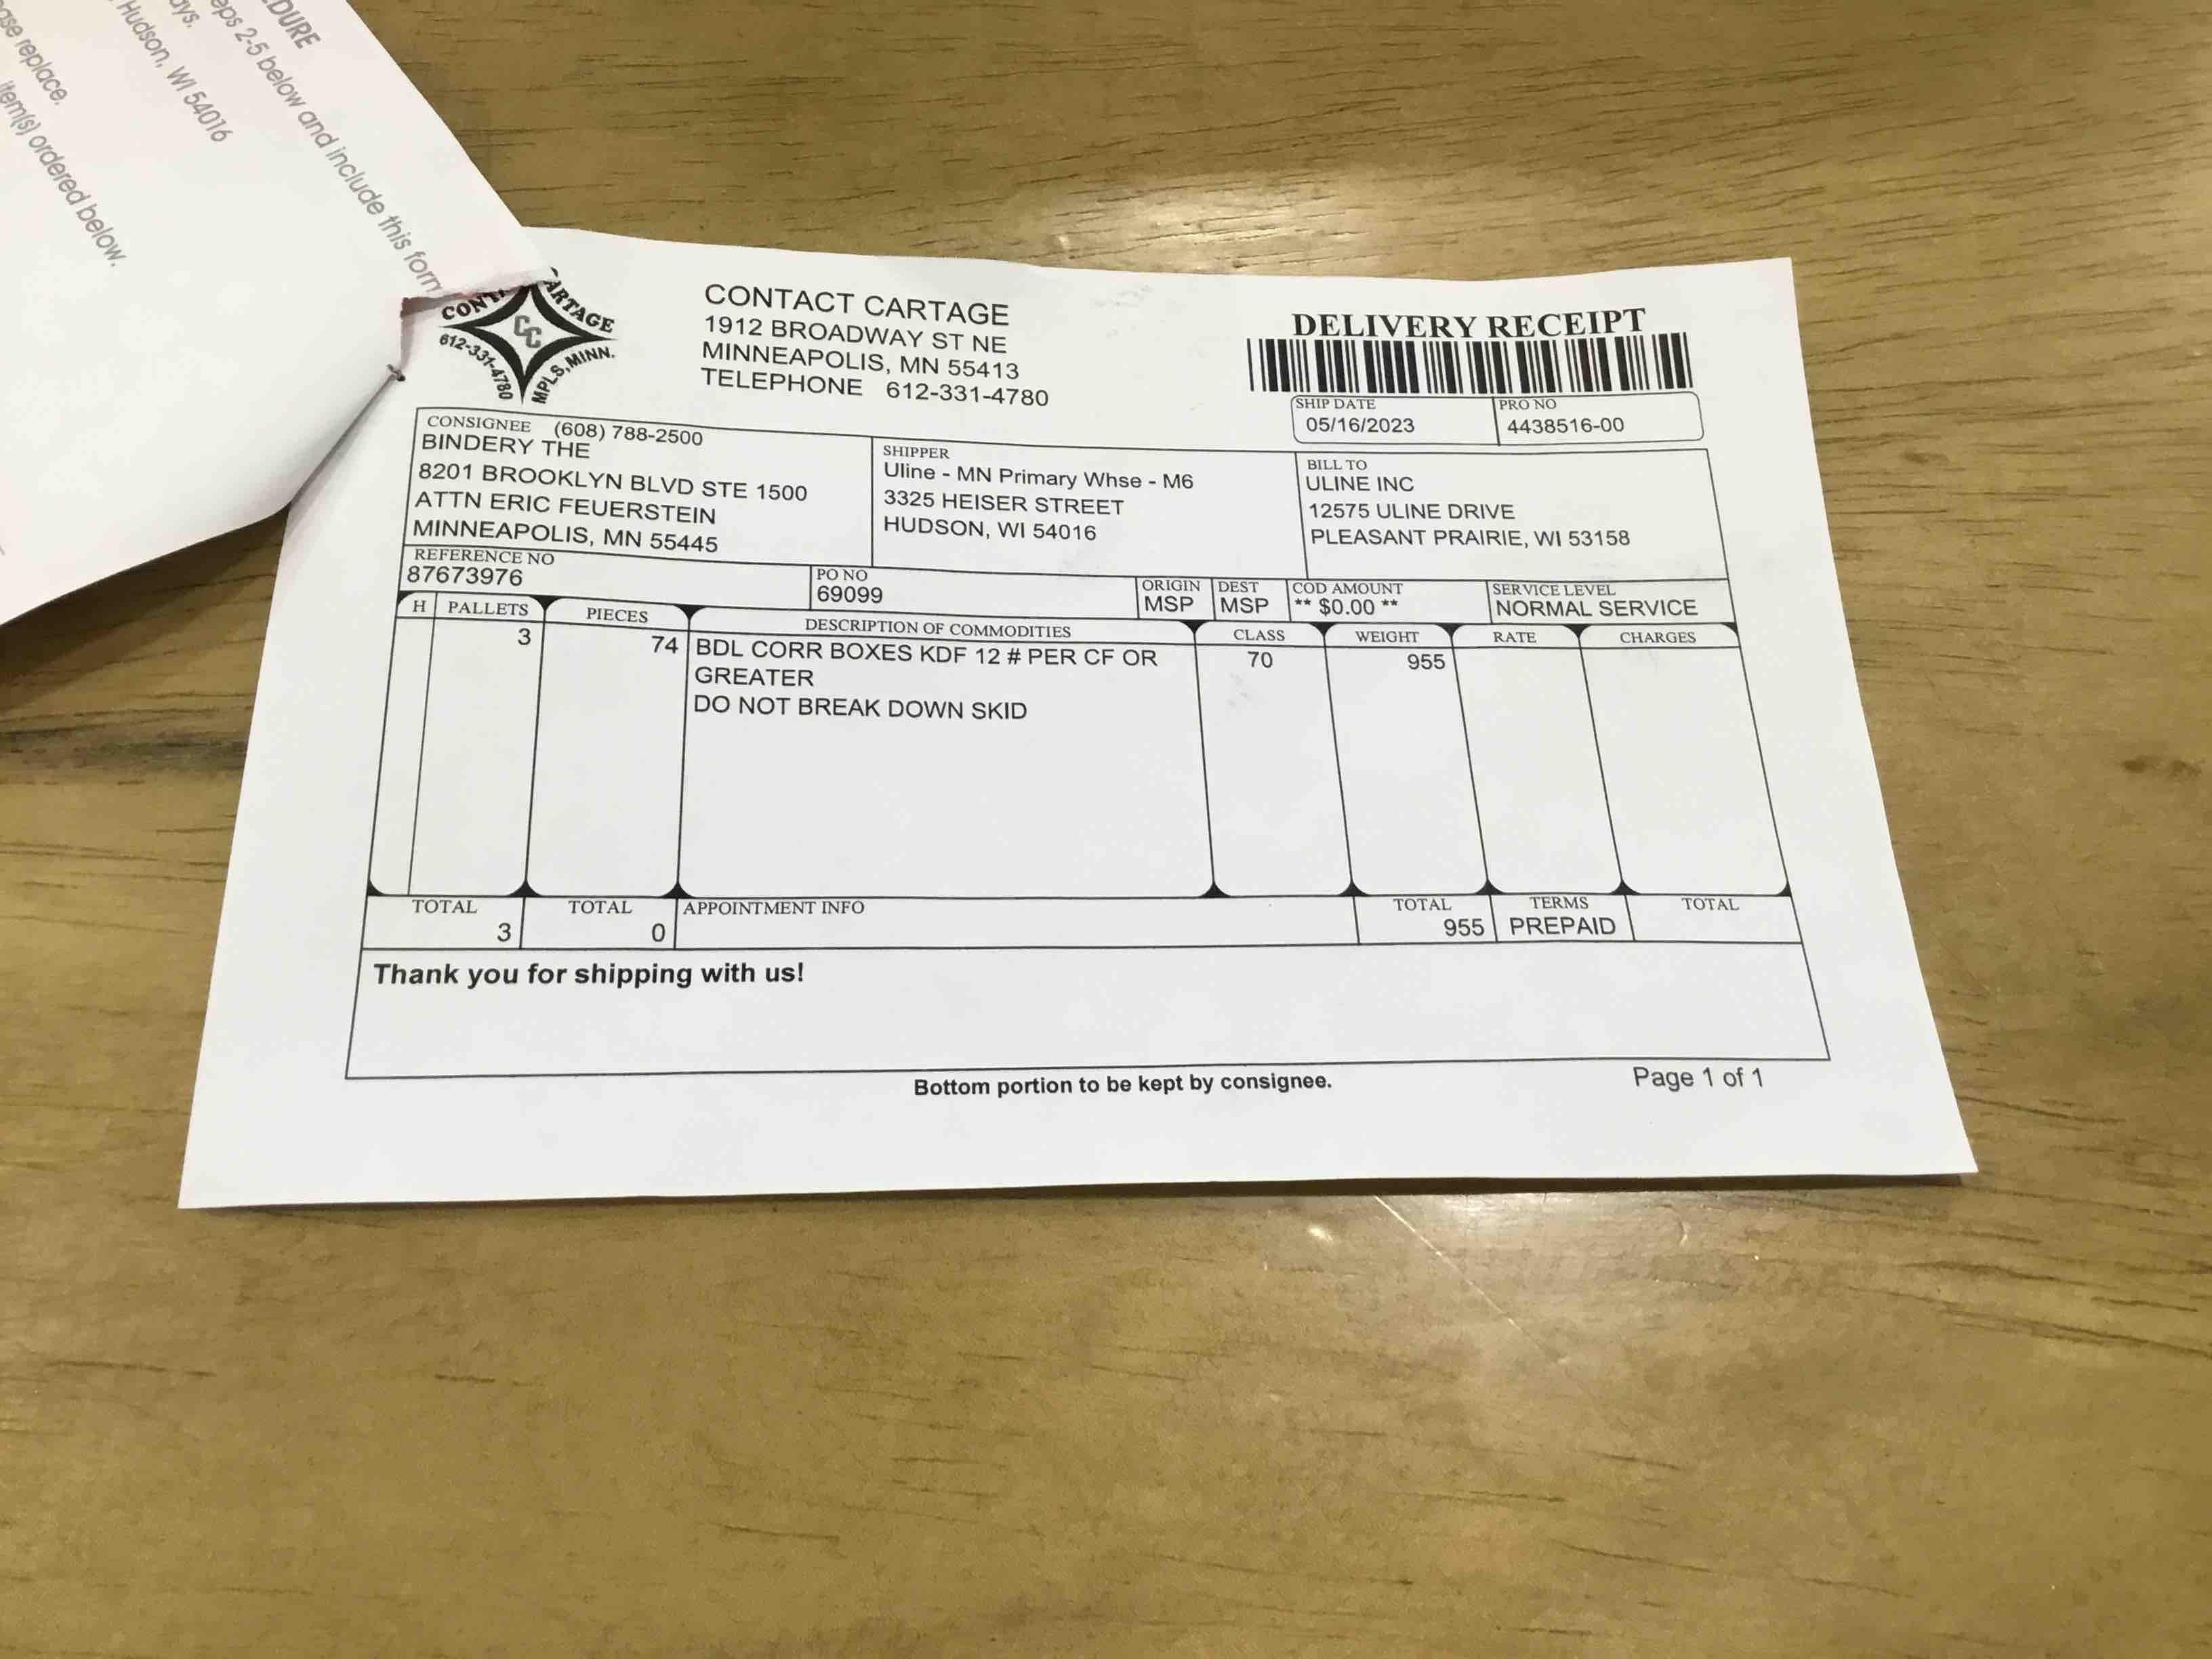 DURE
eps 2-5 below and include this form
ays.
Hudson, WI 54016
ase replace.
item(s) ordered below.
ARTAGE
CC
612-331-4780
MPLS, MINN.
CONTACT CARTAGE
1912 BROADWAY ST NE
MINNEAPOLIS, MN 55413
TELEPHONE 612-331-4780
DELIVERY RECEIPT
SHIP DATE
05/16/2023
PRO NO
4438516-00
CONSIGNEE (608) 788-2500
BINDERY THE
8201 BROOKLYN BLVD STE 1500
ATTN ERIC FEUERSTEIN
MINNEAPOLIS, MN 55445
SHIPPER
Uline - MN Primary Whse - M6
3325 HEISER STREET
HUDSON, WI 54016
BILL TO
ULINE INC
12575 ULINE DRIVE
PLEASANT PRAIRIE, WI 53158
REFERENCE NO
87673976
PO NO
69099
ORIGIN
MSP
DEST
MSP
COD AMOUNT
** $0.00 **
SERVICE LEVEL
NORMAL SERVICE
H PALLETS PIECES DESCRIPTION OF COMMODITIES CLASS WEIGHT RATE CHARGES
3 74 BDL CORR BOXES KDF 12 # PER CF OR 70 955
GREATER
DO NOT BREAK DOWN SKID
TOTAL TOTAL APPOINTMENT INFO TOTAL TERMS TOTAL
3 0 955 PREPAID
Thank you for shipping with us!
Bottom portion to be kept by consignee.
Page 1 of 1